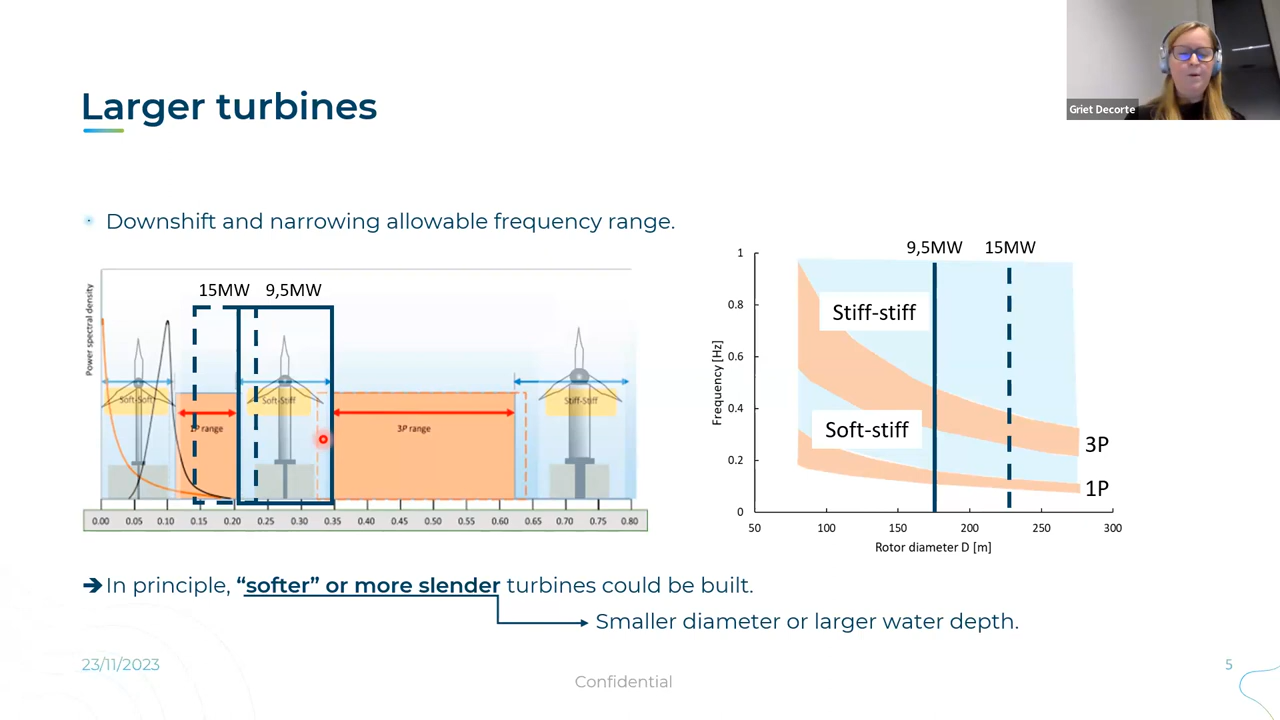 Griet Decorte
Larger turbines
Downshift and narrowing allowable frequency range.
Power spectral density
15MW 9,5MW
Soft-Soft
Soft-Stiff
Stiff-Stiff
1P range
3P range
0.00 0.05 0.10 0.15 0.20 0.25 0.30 0.35 0.40 0.45 0.50 0.55 0.60 0.65 0.70 0.75 0.80
9,5MW 15MW
Frequency [Hz]
1
0.8
0.6
0.4
0.2
0
Stiff-stiff
Soft-stiff
3P
1P
50 100 150 200 250 300
Rotor diameter D [m]
➔In principle, “softer” or more slender turbines could be built.
Smaller diameter or larger water depth.
23/11/2023
Confidential
5